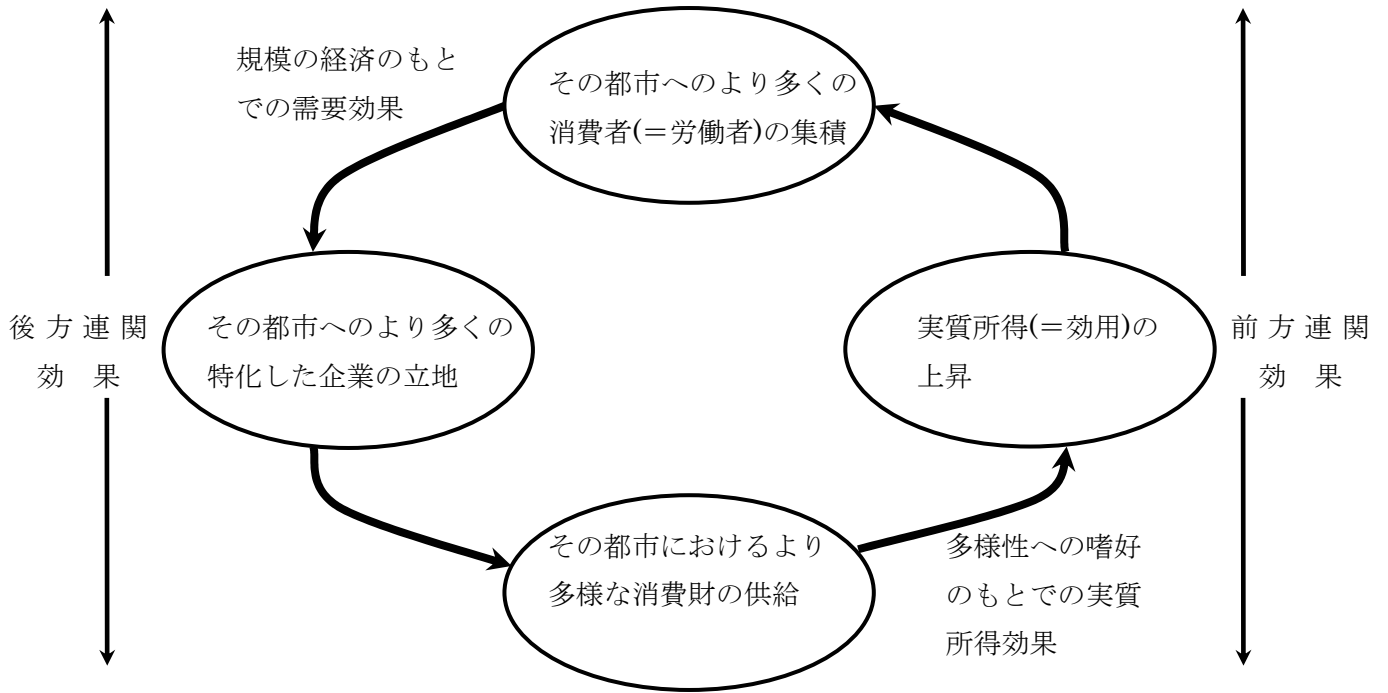 規模の経済のもと
での需要効果
その都市へのより多くの
消費者(＝労働者)の集積
後方連関
効　果
その都市へのより多くの
特化した企業の立地
実質所得(＝効用)の
上昇
前方連関
効　果
その都市におけるより
多様な消費財の供給
多様性への嗜好
のもとでの実質
所得効果